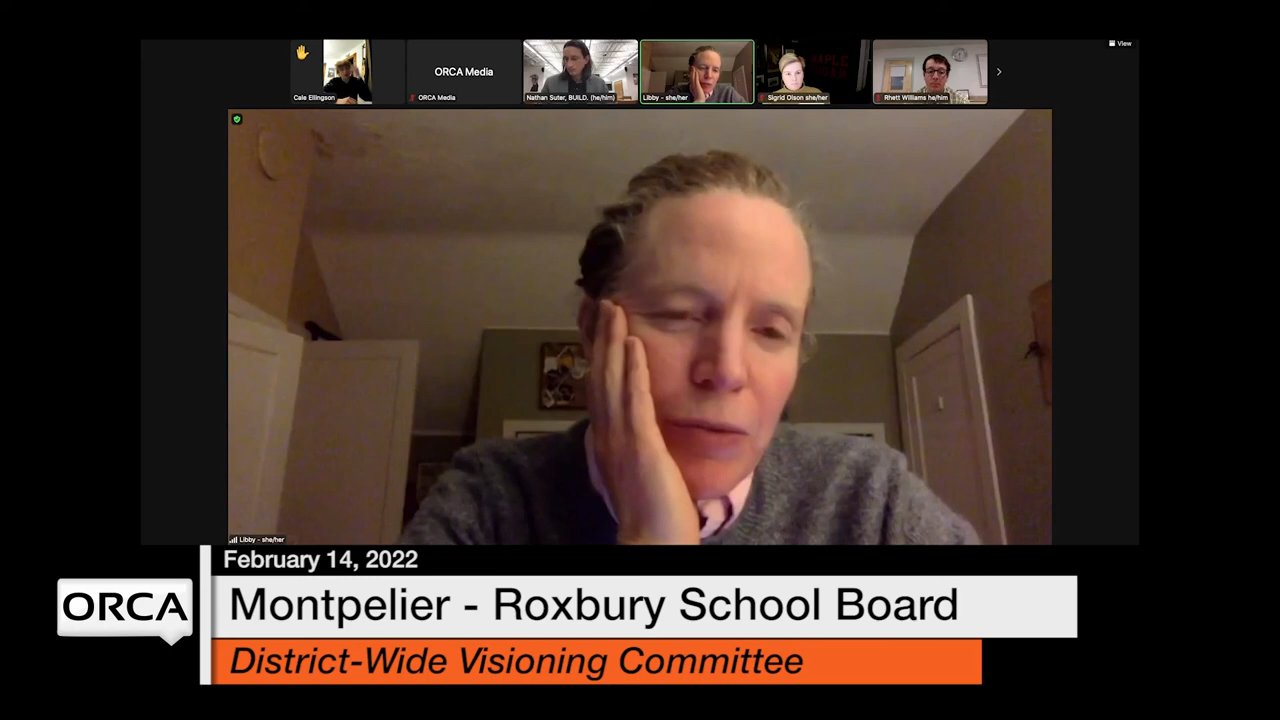 View
ORCA Media
Cale Ellingson
ORCA Media
Nathan Suter, BUILD. (he/him)
Libby - she/her
Sigrid Olson she/her
Rhett Williams he/him
Libby - she/her
February 14, 2022
ORCA
Montpelier - Roxbury School Board
District-Wide Visioning Committee